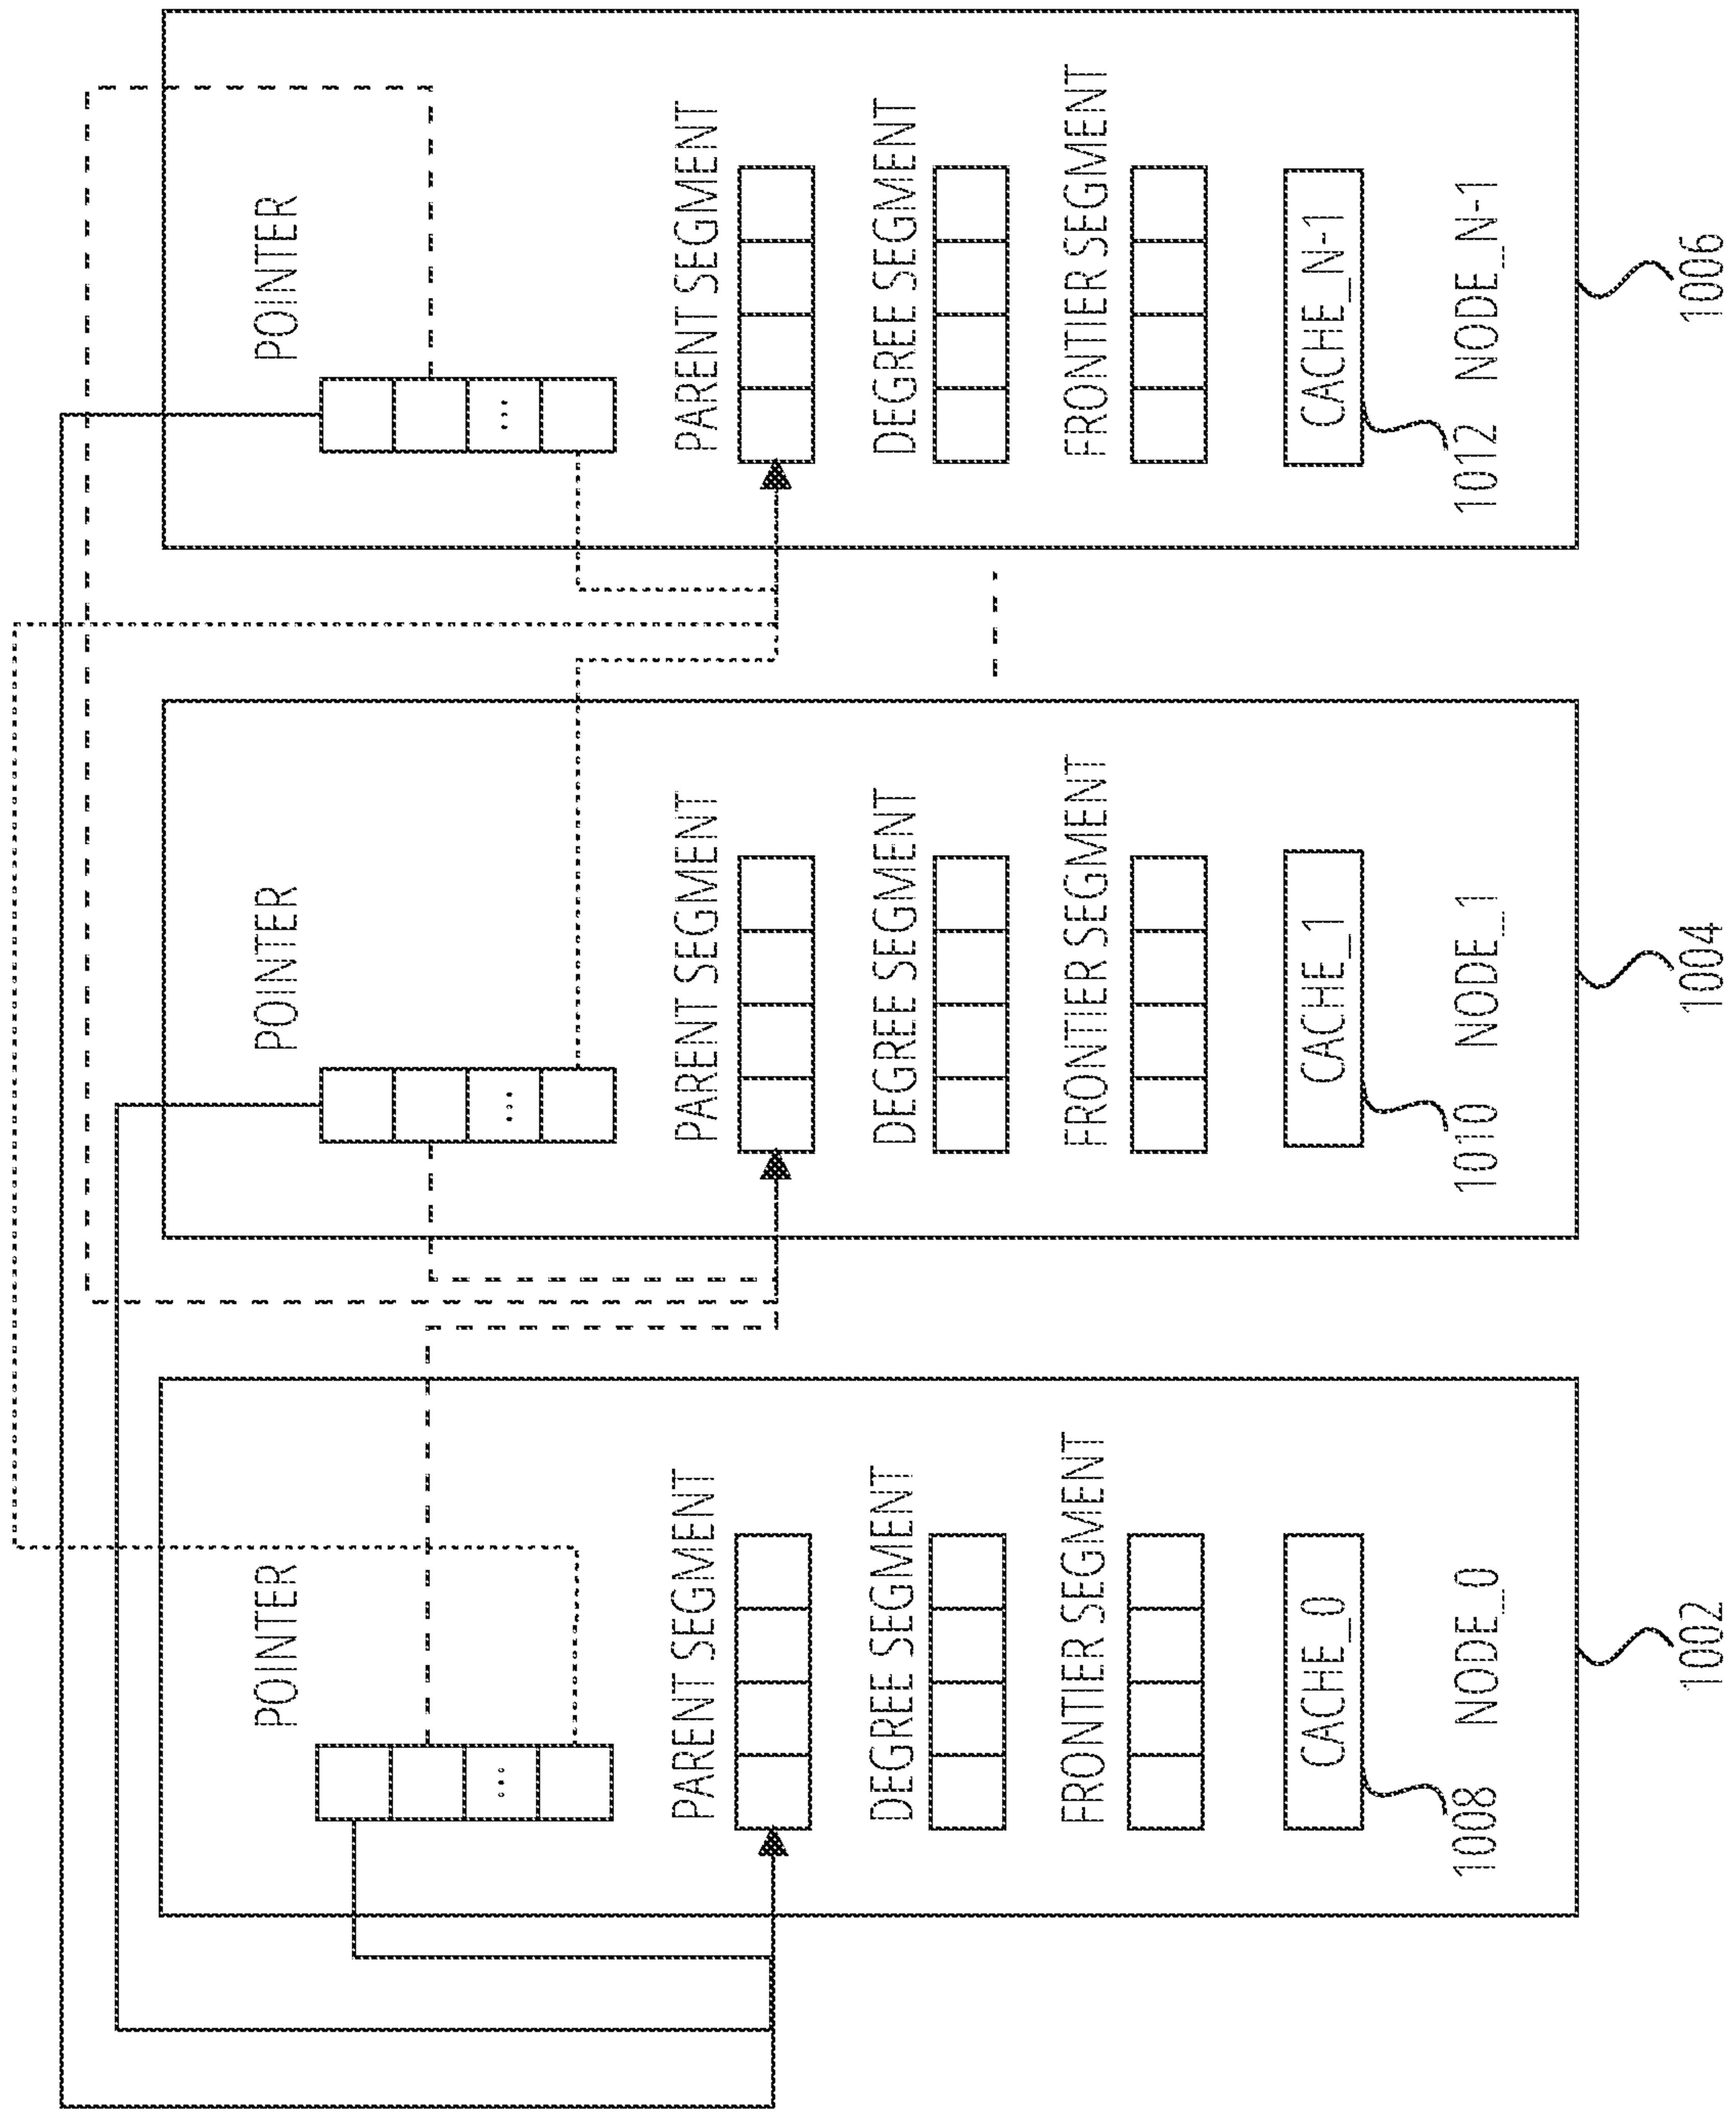 POINTER
...
PARENT SEGMENT
DEGREE SEGMENT
FRONTIER SEGMENT
CACHE_0
1008 NODE_0
1002
POINTER
...
PARENT SEGMENT
DEGREE SEGMENT
FRONTIER SEGMENT
CACHE_1
1010 NODE_1
1004
POINTER
...
PARENT SEGMENT
DEGREE SEGMENT
FRONTIER SEGMENT
CACHE_N-1
1012 NODE_N-1
1006